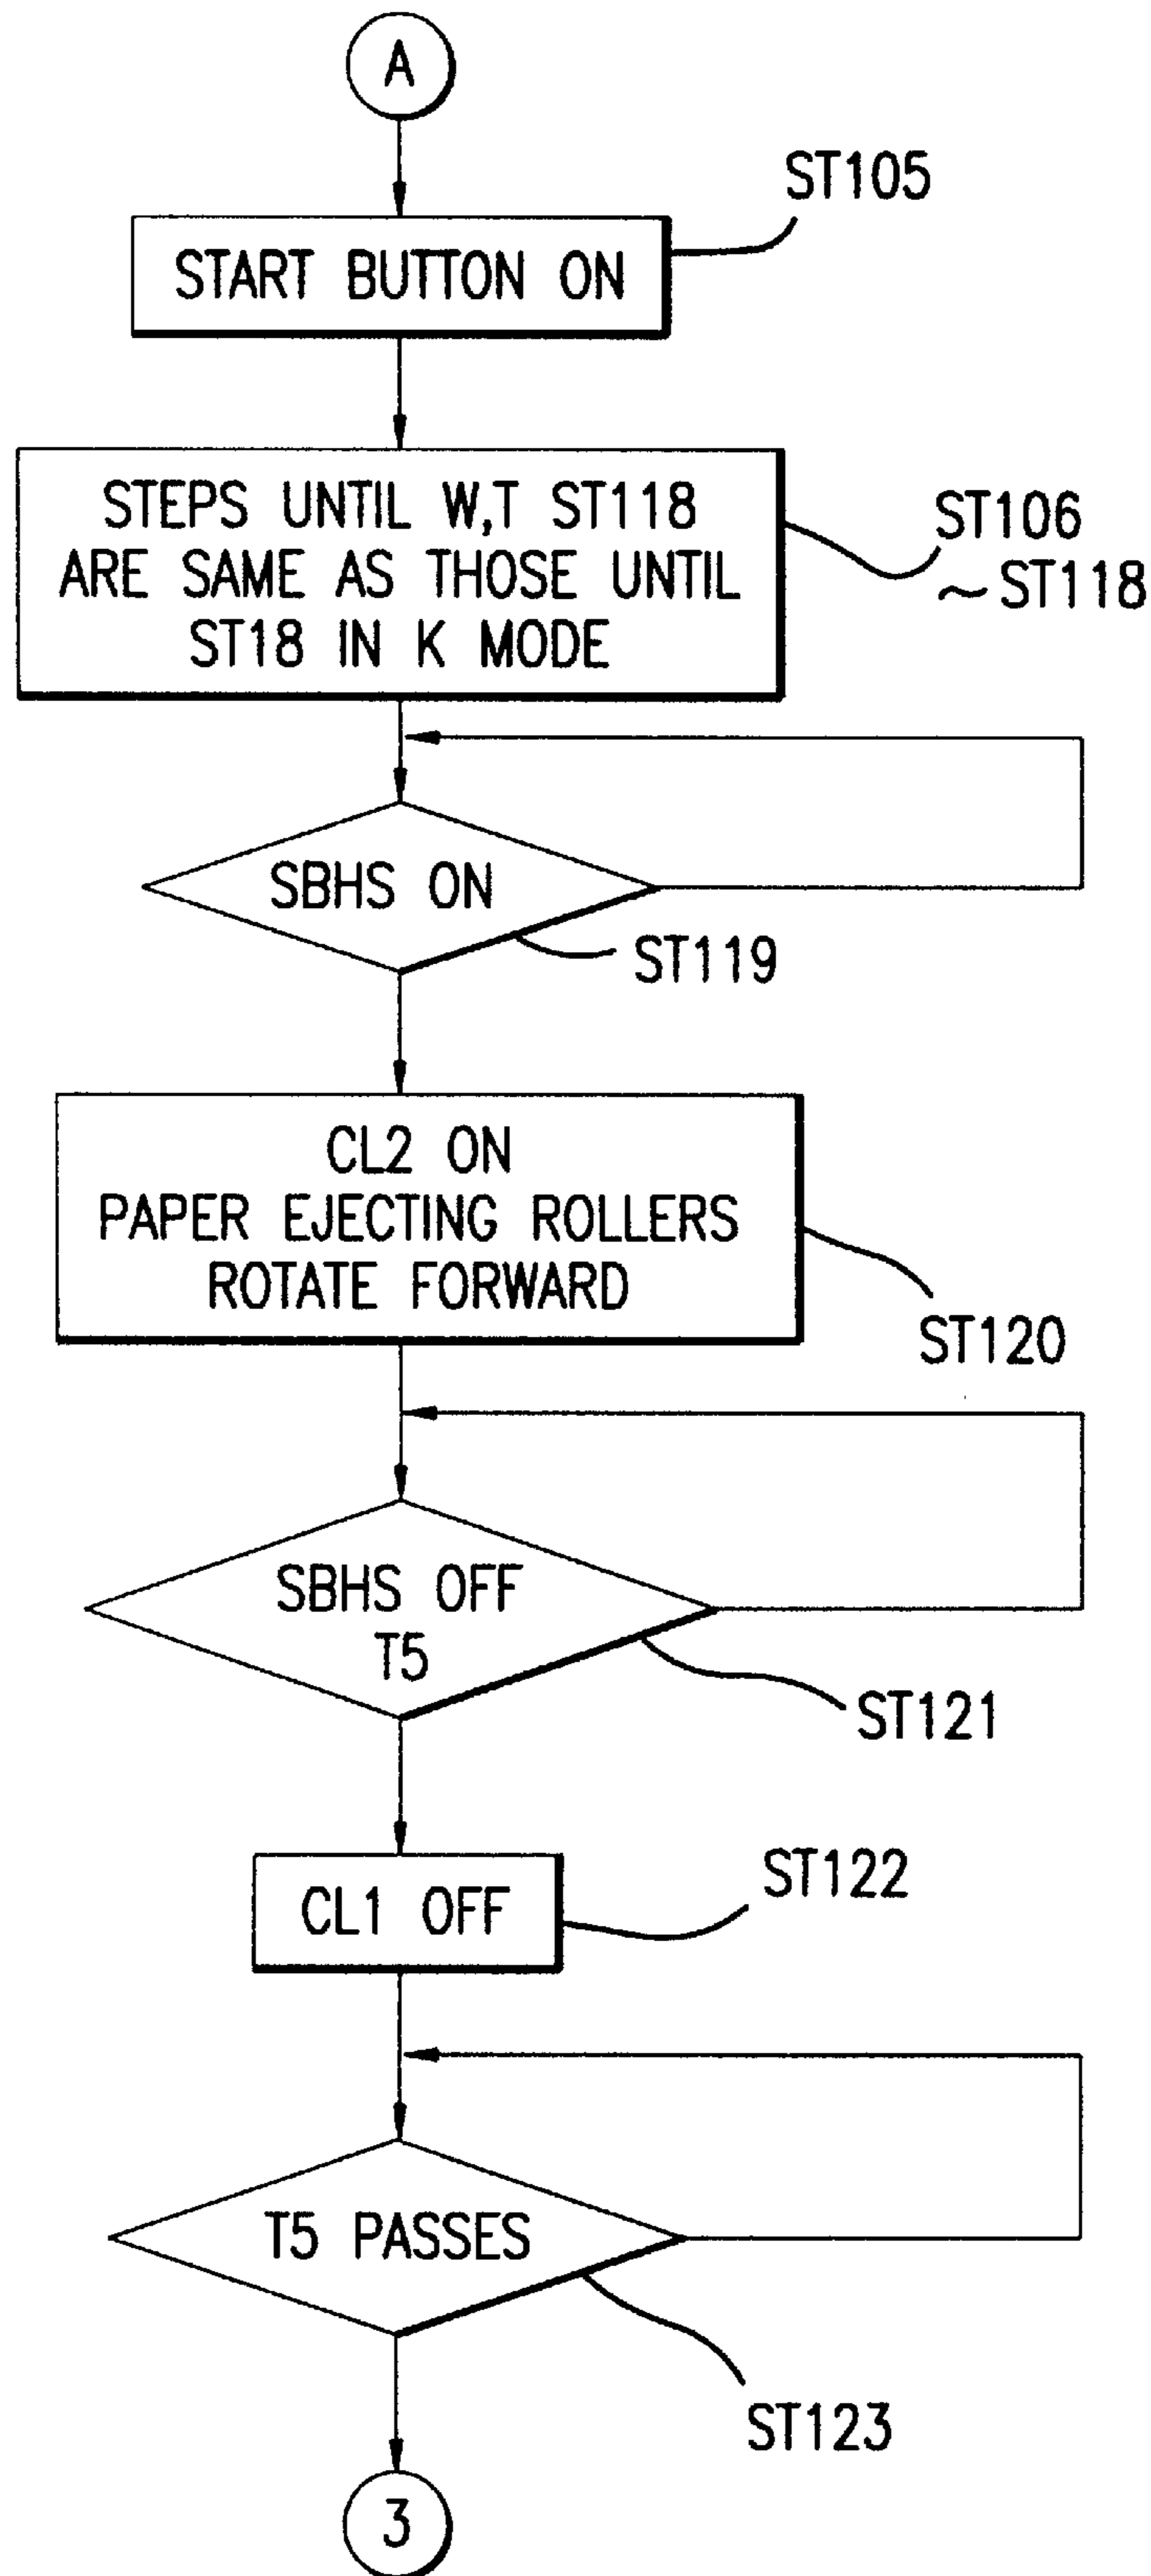 A
ST105
START BUTTON ON
STEPS UNTIL W,T ST118
ARE SAME AS THOSE UNTIL
ST18 IN K MODE
ST106
~ ST118
SBHS ON
ST119
CL2 ON
PAPER EJECTING ROLLERS
ROTATE FORWARD
ST120
SBHS OFF
T5
ST121
CL1 OFF
ST122
T5 PASSES
ST123
3